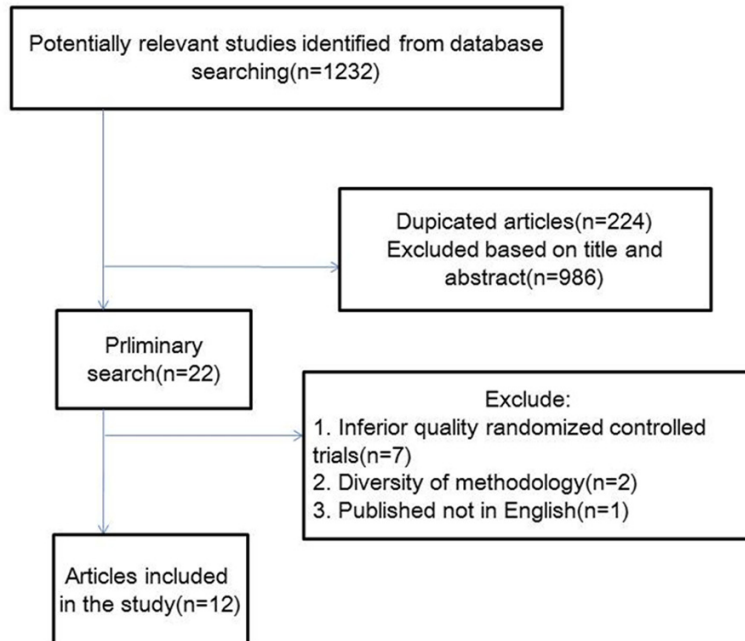 Potentially relevant studies identified from database
searching(n=1232)
Dupicated articles(n=224)
Excluded based on title and
abstract(n=986)
Prliminary
search(n=22)
Exclude:
1. Inferior quality randomized controlled
trials(n=7)
2. Diversity of methodology(n=2)
3. Published not in English(n=1)
Articles included
in the study(n=12)